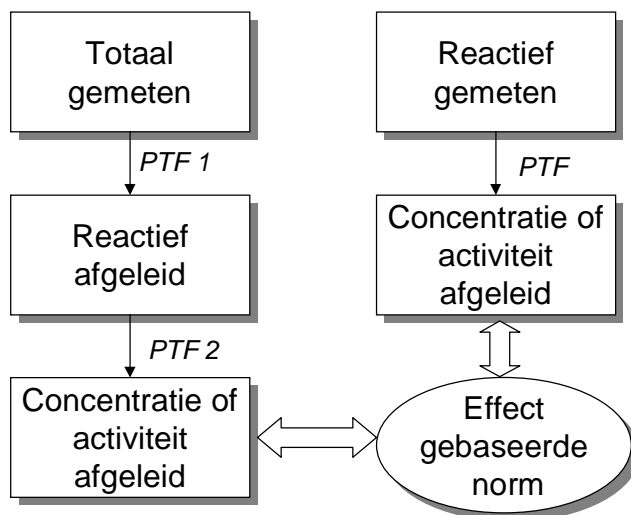 Totaal
gemeten
PTF 1
Reactief
afgeleid
PTF 2
Concentratie of
activiteit
afgeleid
Reactief
gemeten
PTF
Concentratie of
activiteit
afgeleid
Effect
gebaseerde
norm